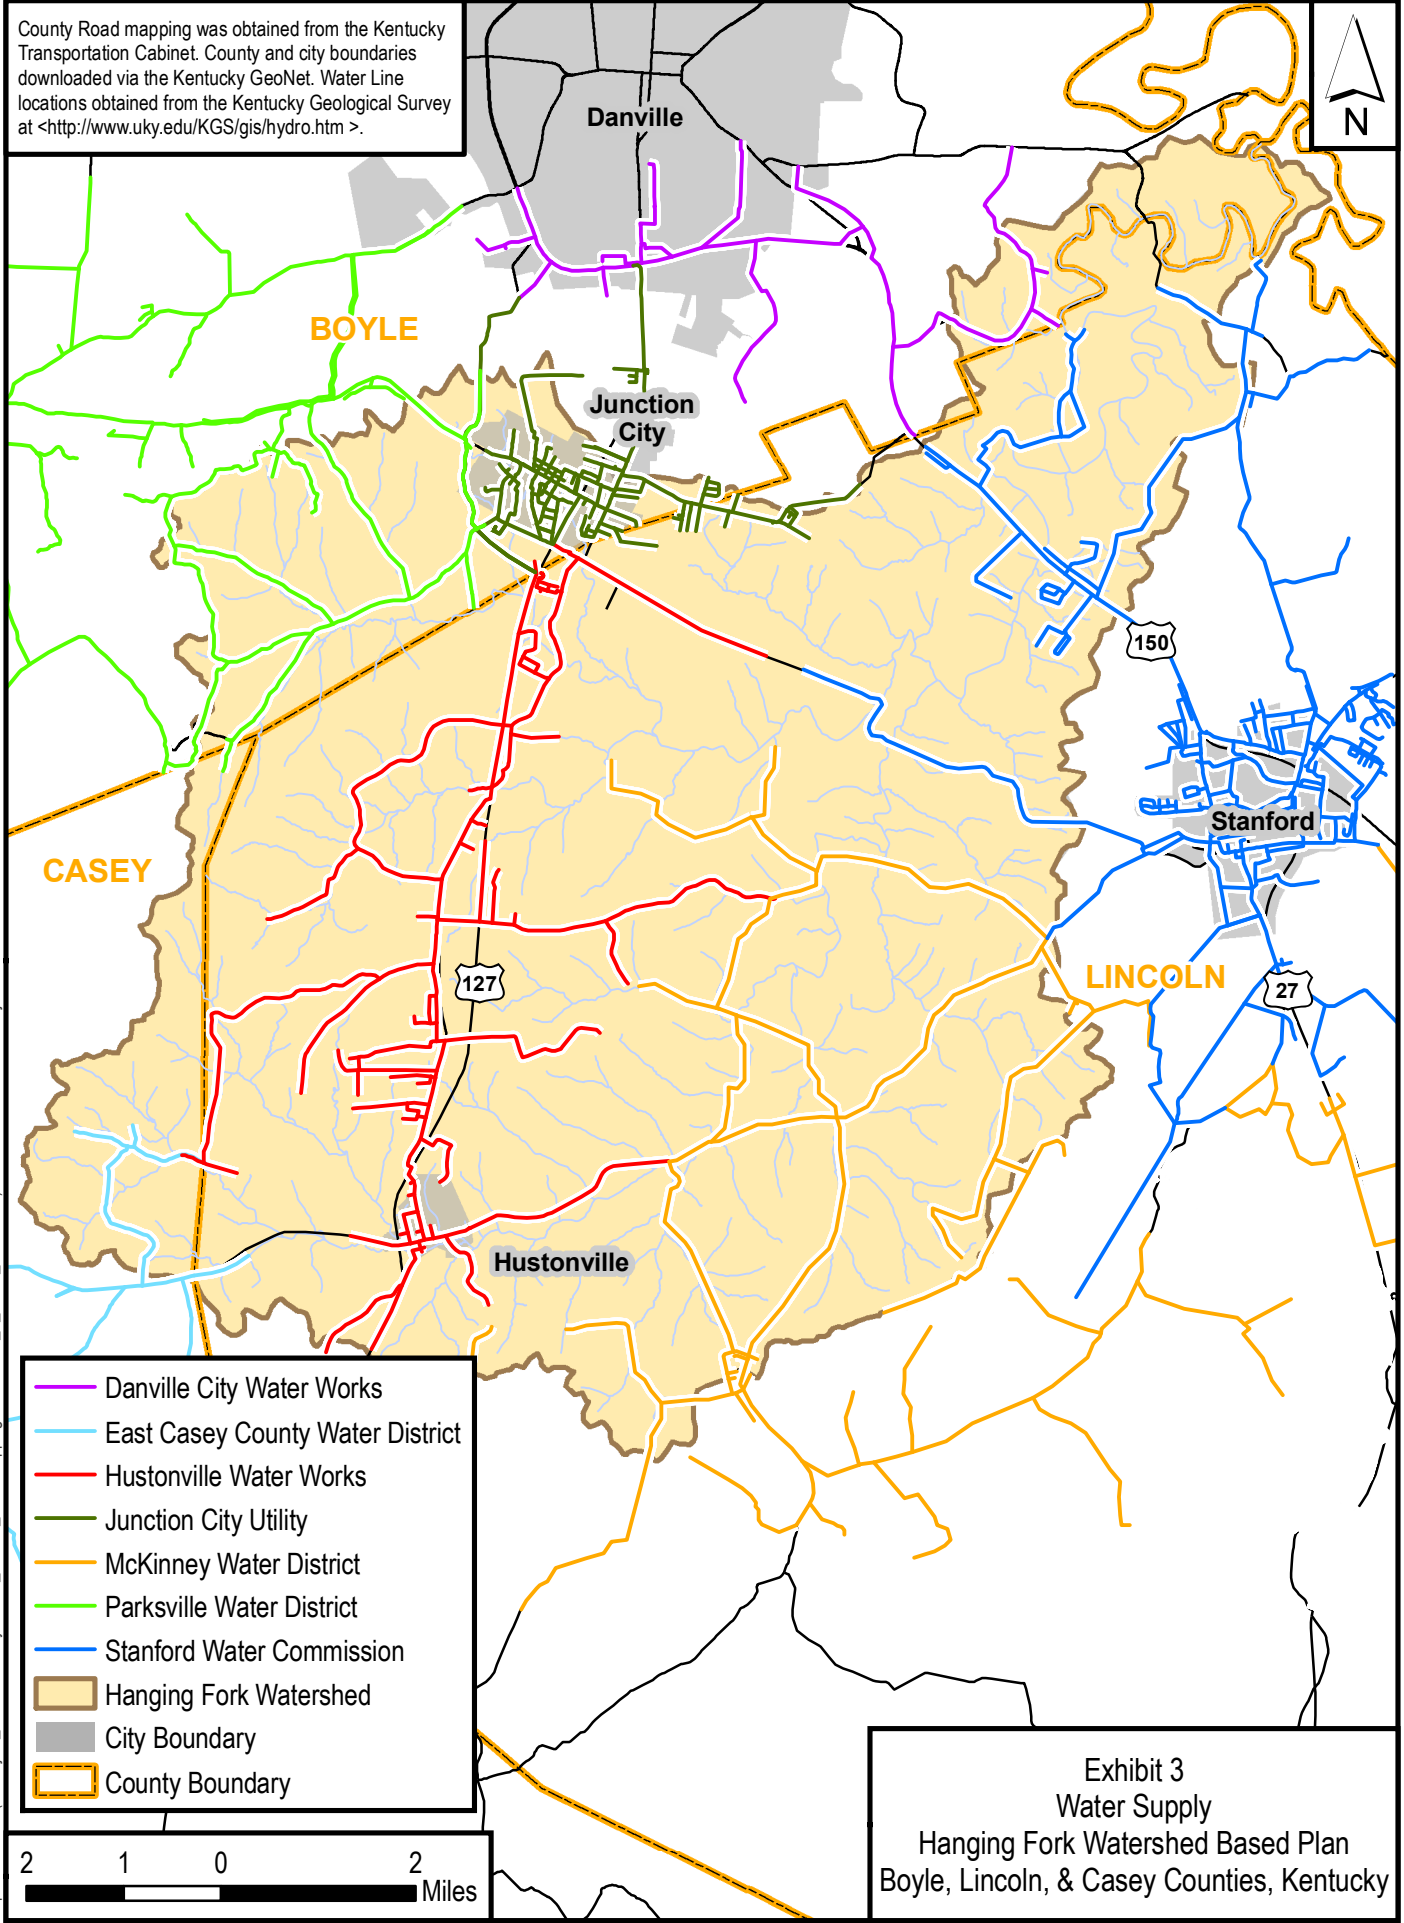 County Road mapping was obtained from the Kentucky
Transportation Cabinet. County and city boundaries
downloaded via the Kentucky GeoNet. Water Line
locations obtained from the Kentucky Geological Survey
at <http://www.uky.edu/KGS/gis/hydro.htm >.
N
Danville
BOYLE
Junction
City
150
Stanford
CASEY
LINCOLN
127
27
Hustonville
Danville City Water Works
East Casey County Water District
Hustonville Water Works
Junction City Utility
McKinney Water District
Parksville Water District
Stanford Water Commission
Hanging Fork Watershed
City Boundary
County Boundary
2 1 0 2
Miles
Exhibit 3
Water Supply
Hanging Fork Watershed Based Plan
Boyle, Lincoln, & Casey Counties, Kentucky